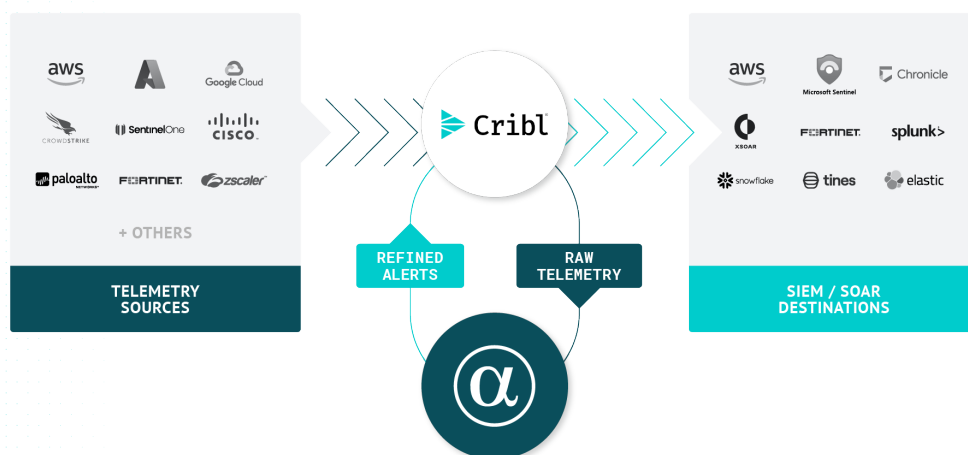 aws
Google Cloud
CROWDSTRIKE
SentinelOne
CISCO
paloalto
NETWORKS
FORTINET
zscaler
+ OTHERS
TELEMETRY
SOURCES
Cribl
REFINED
ALERTS
RAW
TELEMETRY
α
aws
Microsoft Sentinel
Chronicle
XSOAR
FORTINET
splunk>
snowflake
tines
elastic
SIEM / SOAR
DESTINATIONS